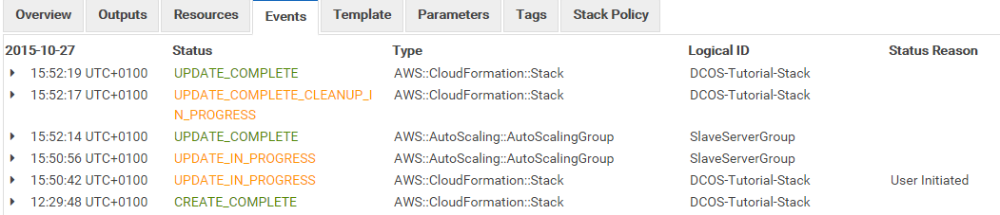 Overview Outputs Resources Events Template Parameters Tags Stack Policy
2015-10-27 Status Type Logical ID Status Reason
15:52:19 UTC+0100 UPDATE_COMPLETE AWS::CloudFormation::Stack DCOS-Tutorial-Stack
15:52:17 UTC+0100 UPDATE_COMPLETE_CLEANUP_I AWS::CloudFormation::Stack DCOS-Tutorial-Stack
N_PROGRESS
15:52:14 UTC+0100 UPDATE_COMPLETE AWS::AutoScaling::AutoScalingGroup SlaveServerGroup
15:50:56 UTC+0100 UPDATE_IN_PROGRESS AWS::AutoScaling::AutoScalingGroup SlaveServerGroup
15:50:42 UTC+0100 UPDATE_IN_PROGRESS AWS::CloudFormation::Stack DCOS-Tutorial-Stack User Initiated
12:29:48 UTC+0100 CREATE_COMPLETE AWS::CloudFormation::Stack DCOS-Tutorial-Stack